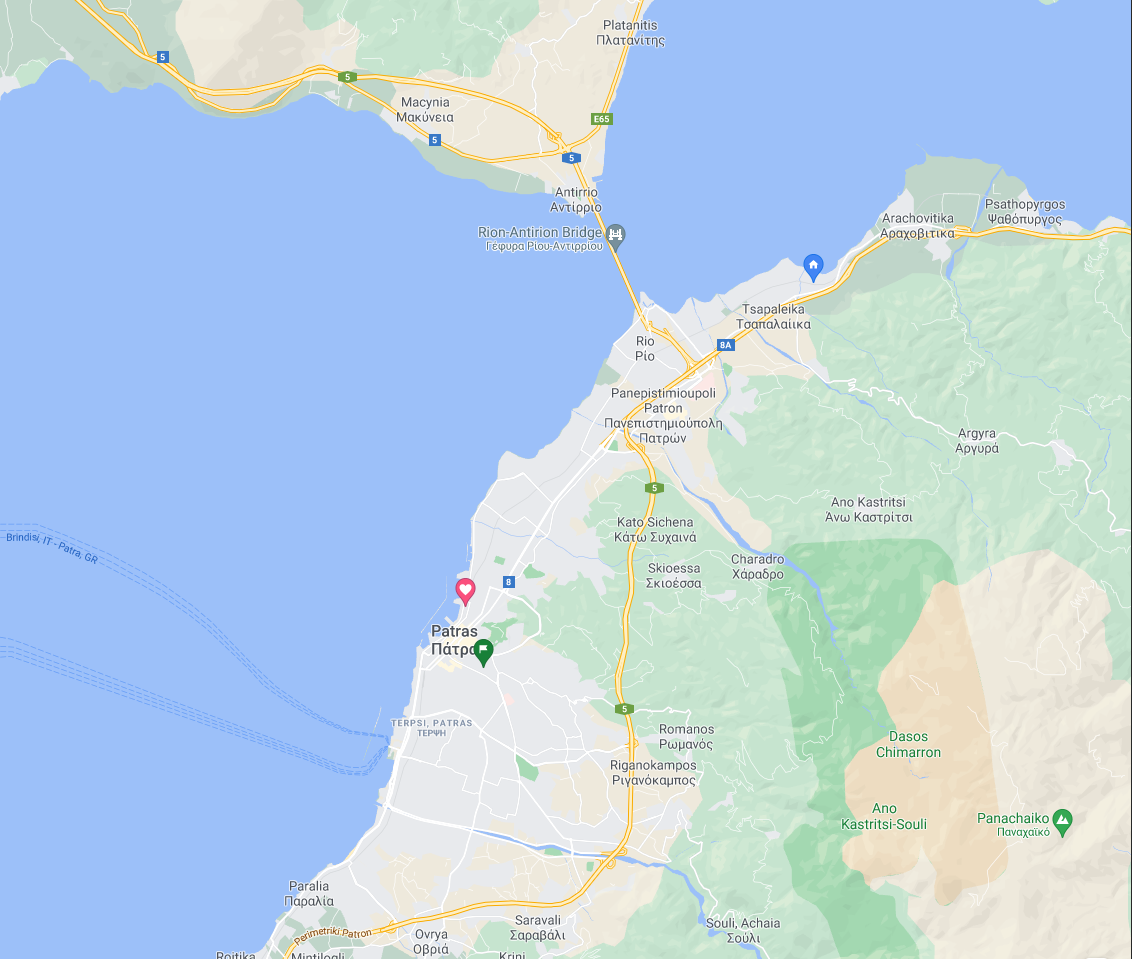 Platanitis
Πλατανίτης
5
5
Macynia
Μακύνεια
E65
5
5
Antirrio
Αντίρριο
Psathopyrgos
Ψαθόπυργος
Arachovitika
Αραχοβιτικα
Rion-Antirion Bridge
Γέφυρα Ρίου-Αντιρρίου
Tsapaleika
Τσαπαλαίικα
Rio
Ρίο
8A
Panepistimioupoli
Patron
Πανεπιστημιούπολη
Πατρών
Argyra
Αργυρά
5
Ano Kastritsi
Άνω Καστρίτσι
Kato Sichena
Κάτω Συχαινά
Brindisi, IT - Patra, GR
Charadro
Χάραδρο
Skioessa
Σκιοέσσα
8
Patras
Πάτρα
5
TERPSI, PATRAS
ΤΕΡΨΗ
Romanos
Ρωμανός
Dasos
Chimarron
Riganokampos
Ριγανόκαμπος
Ano
Kastritsi-Souli
Panachaiko
Παναχαϊκό
Paralia
Παραλία
Saravali
Σαραβάλι
Souli, Achaia
Σούλι
Perimetriki Patron
Ovrya
Οβριά
Roitika
Mintilogli
Krini